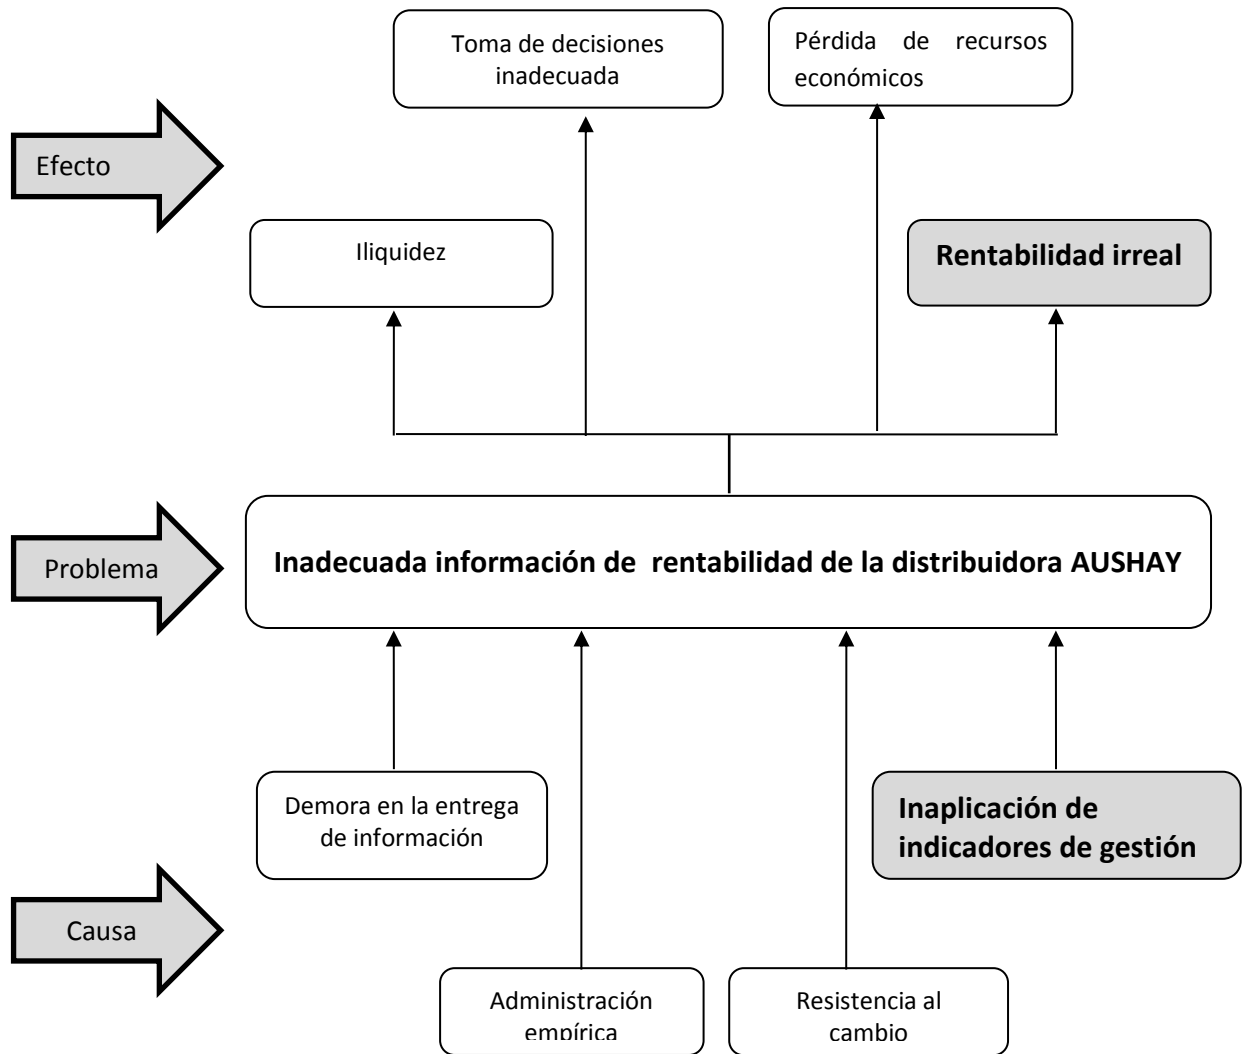 Toma de decisiones
inadecuada
Pérdida de recursos
económicos
Efecto
Iliquidez
Rentabilidad irreal
Problema
Inadecuada información de rentabilidad de la distribuidora AUSHAY
Demora en la entrega
de información
Inaplicación de
indicadores de gestión
Causa
Administración
empírica
Resistencia al
cambio